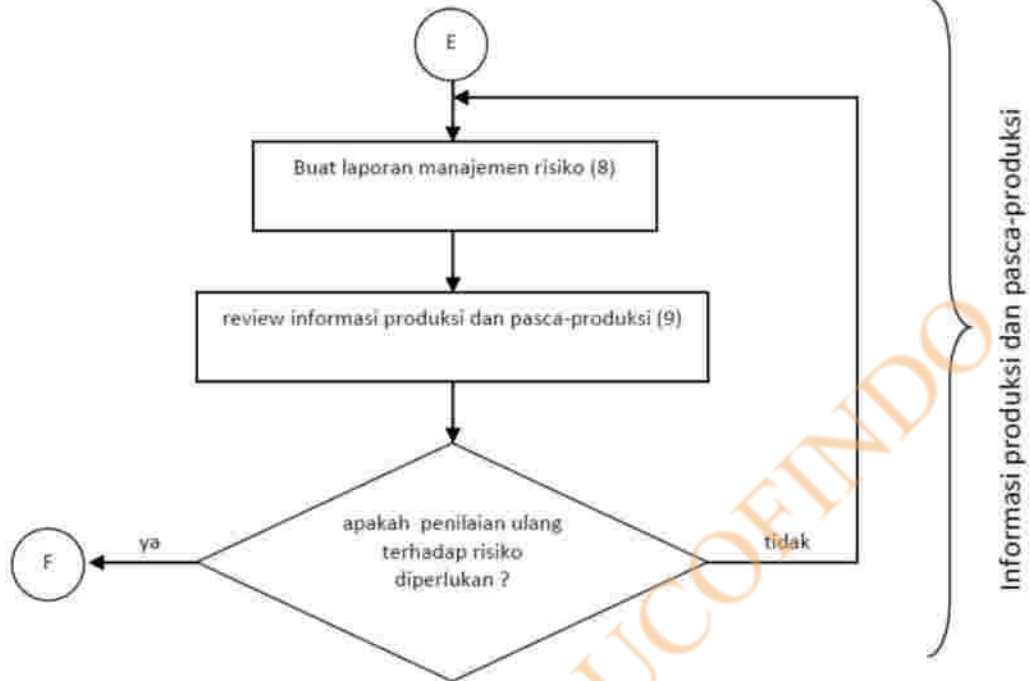 E
Buat laporan manajemen risiko (8)
review informasi produksi dan pasca-produksi (9)
apakah penilaian ulang
terhadap risiko
diperlukan ?
ya
tidak
F
Informasi produksi dan pasca-produksi
UCOFINDO